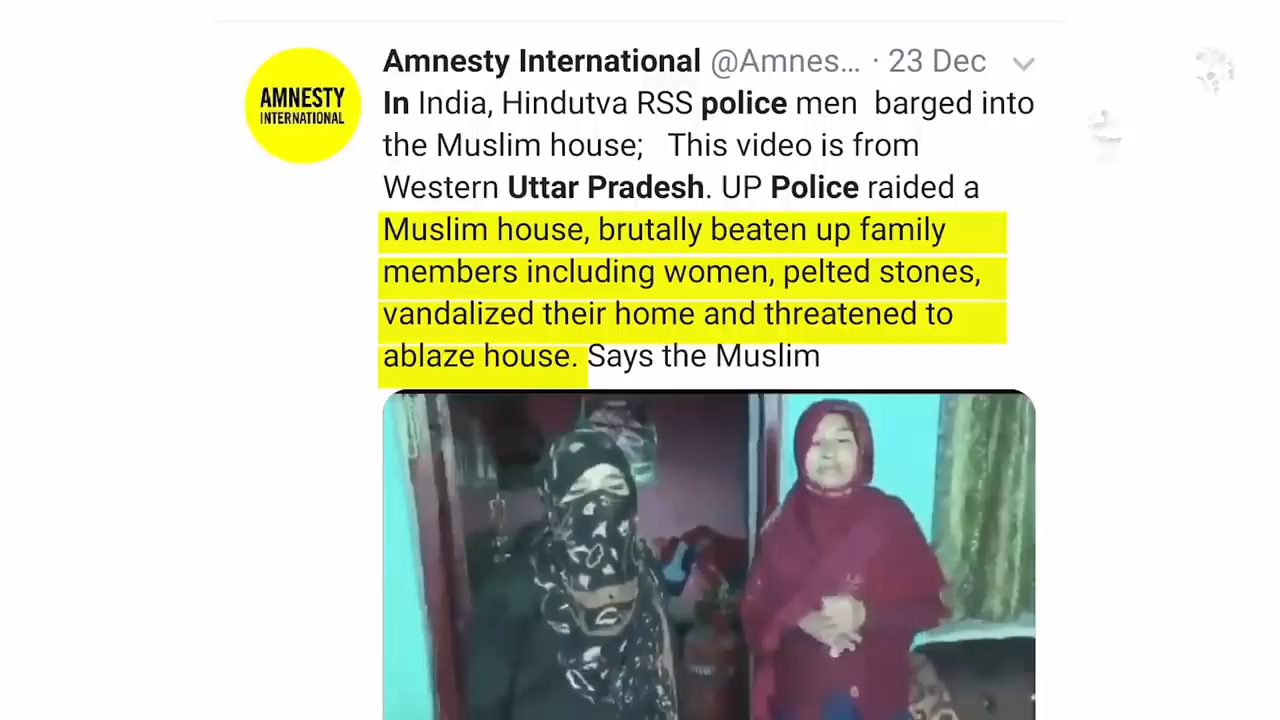 AMNESTY
INTERNATIONAL
Amnesty International @Amnes... · 23 Dec
In India, Hindutva RSS police men barged into
the Muslim house; This video is from
Western Uttar Pradesh. UP Police raided a
Muslim house, brutally beaten up family
members including women, pelted stones,
vandalized their home and threatened to
ablaze house. Says the Muslim